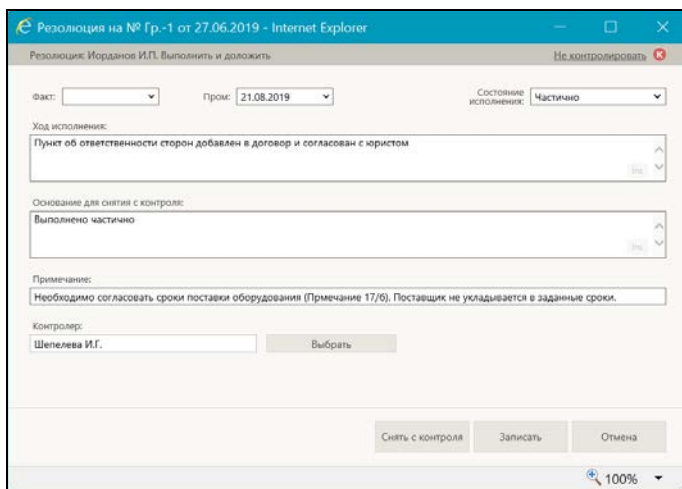 Резолюция на № Гр.-1 от 27.06.2019 - Internet Explorer
Резолюция: Иорданов И.П. Выполнить и доложить Не контролировать
Факт: Пром: 21.08.2019 Состояние исполнения: Частично
Ход исполнения:
Пункт об ответственности сторон добавлен в договор и согласован с юристом
Ins
Основание для снятия с контроля:
Выполнено частично
Ins
Примечание:
Необходимо согласовать сроки поставки оборудования (Прмечание 17/6). Поставщик не укладывается в заданные сроки.
Контролер:
Шепелева И.Г. Выбрать
Снять с контроля Записать Отмена
100%